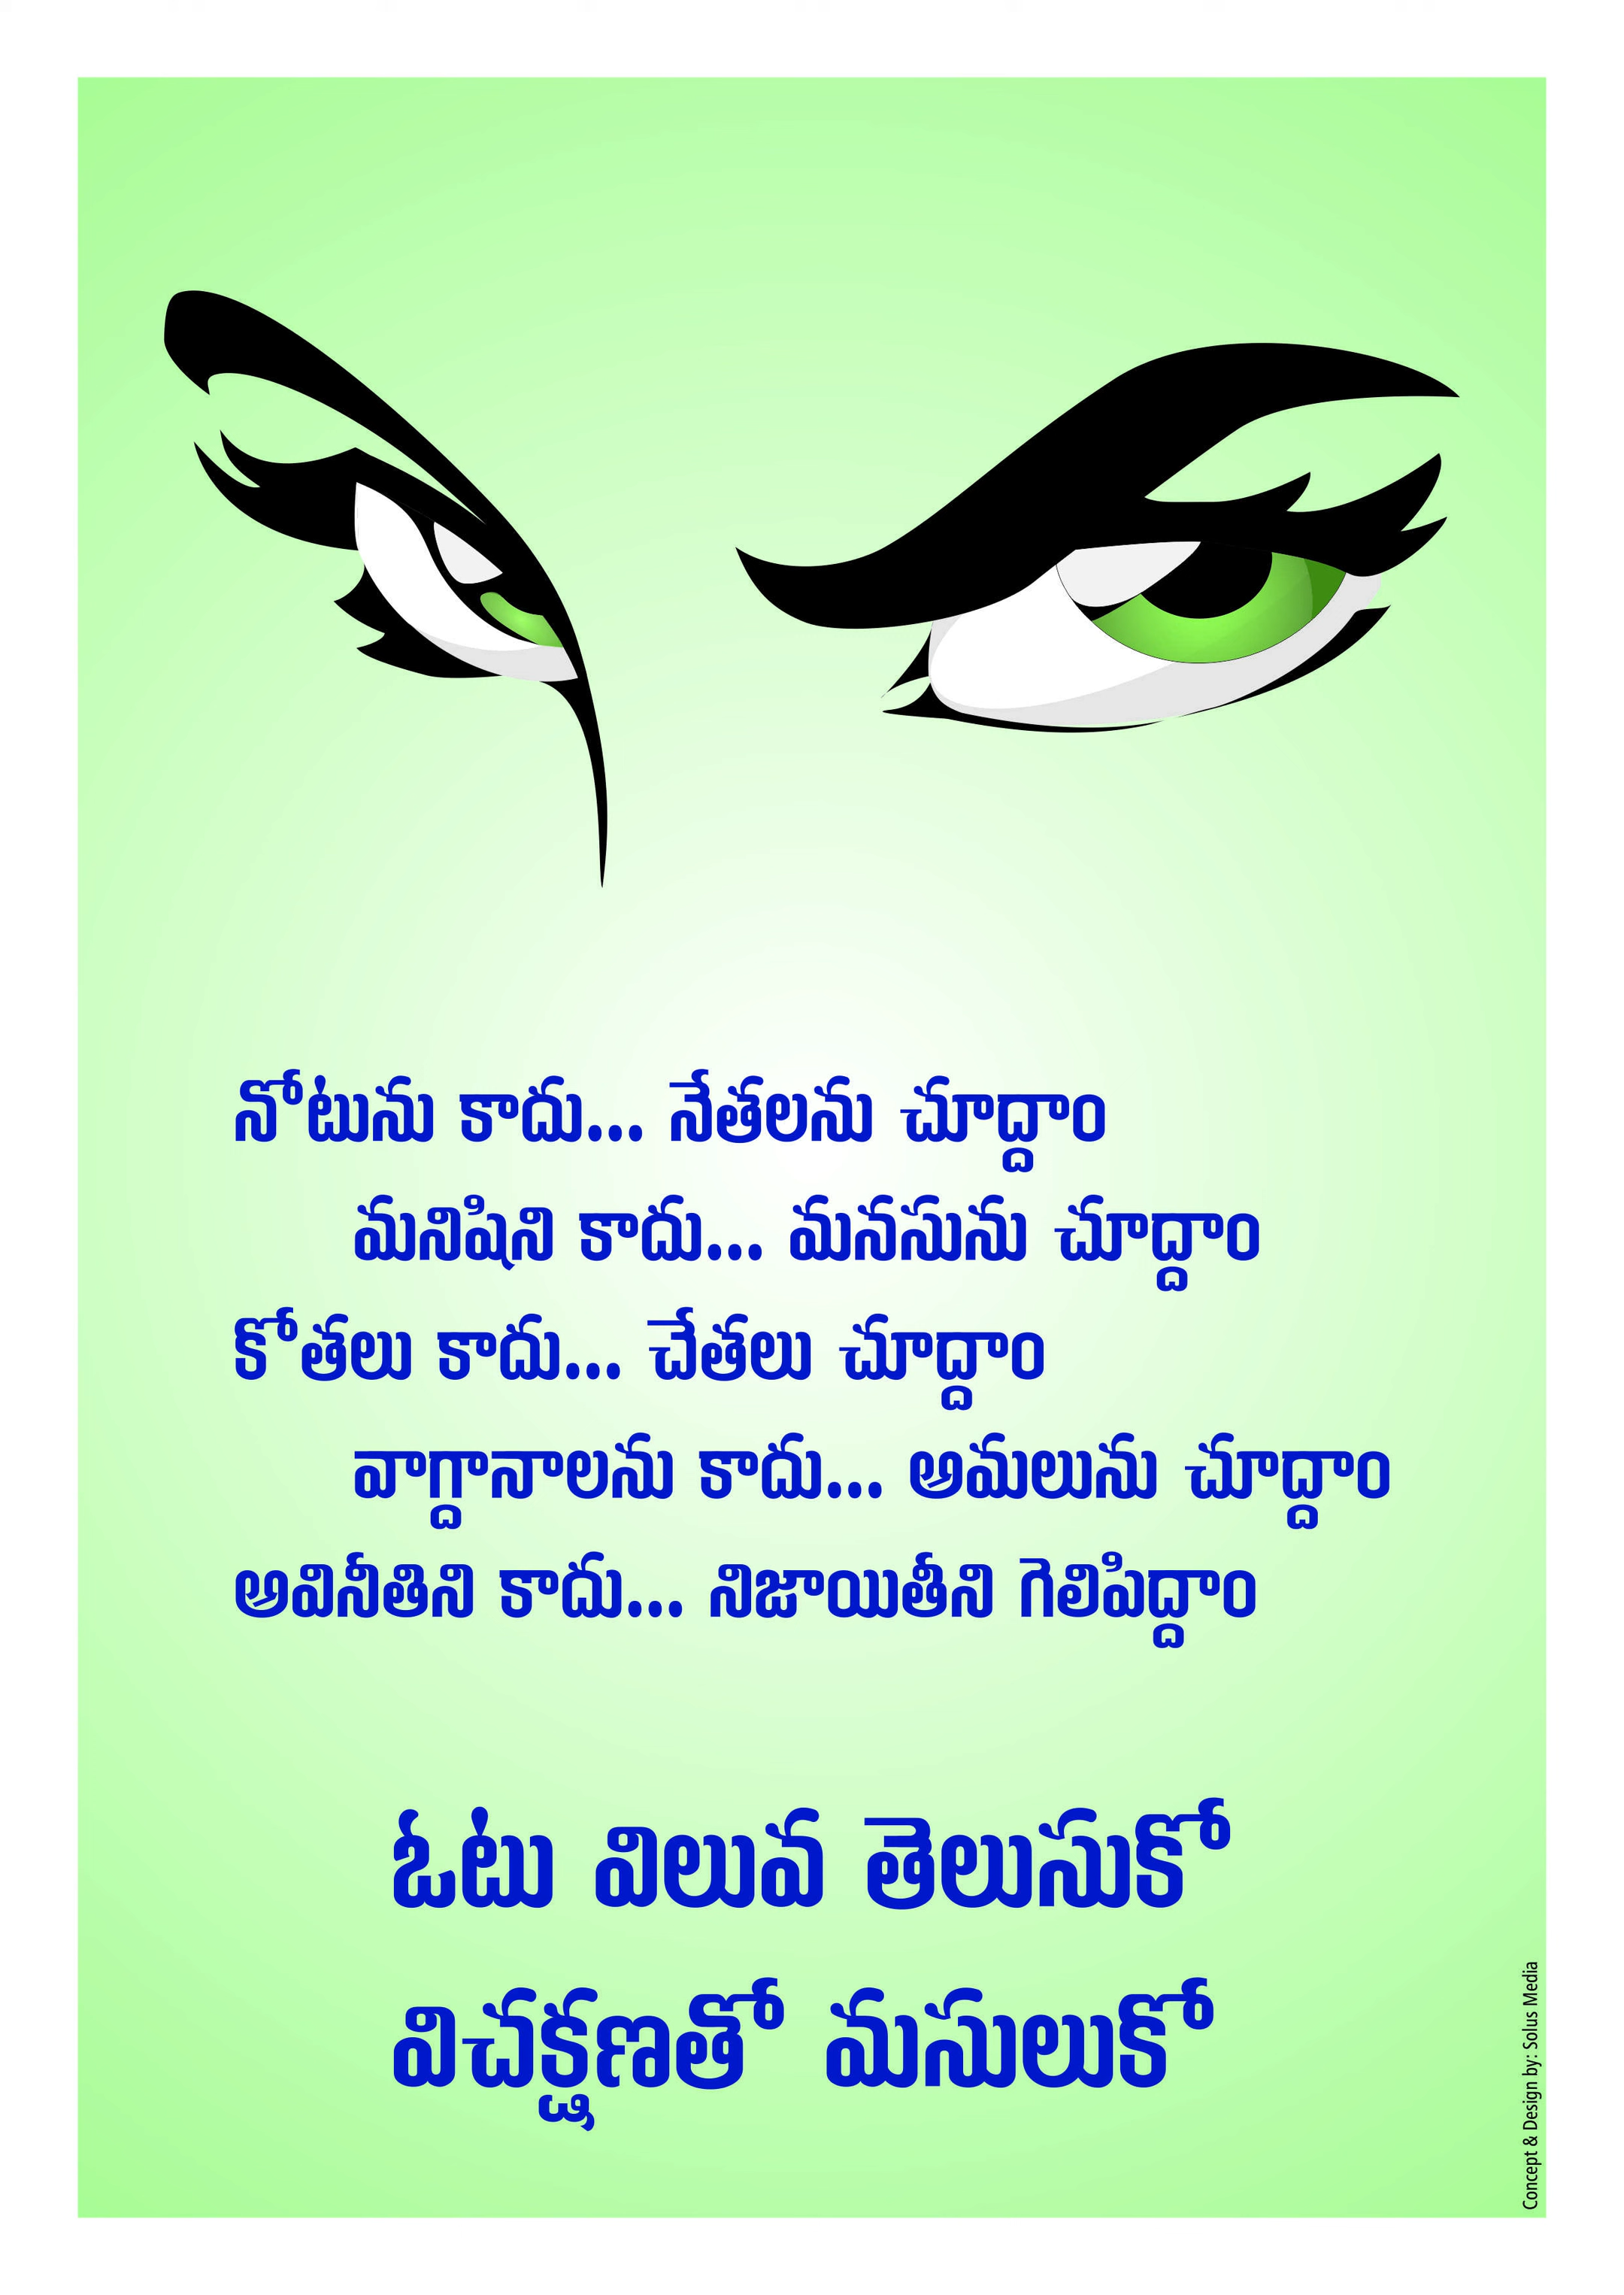 నోటును కాదు... నేతలను చూద్దాం
మనిషిని కాదు... మనసును చూద్దాం
కోతలు కాదు... చేతలు చూద్దాం
వాగ్దానాలను కాదు... అమలును చూద్దాం
అవినీతిని కాదు... నిజాయితీని గెలిపిద్దాం
ఓటు విలువ తెలుసుకో
విచక్షణతో మసులుకో
Concept & Design by: Solus Media